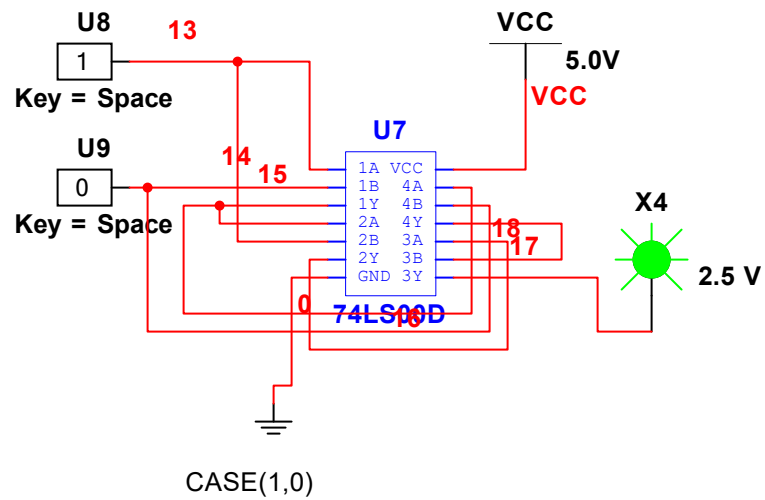 U8
13
1
Key = Space
VCC
5.0V
VCC
U7
U9
14
15
0
Key = Space
1A VCC
1B 4A
1Y 4B
2A 4Y
2B 3A
2Y 3B
GND 3Y
18
17
X4
2.5 V
0
74LS00D
16
CASE(1,0)